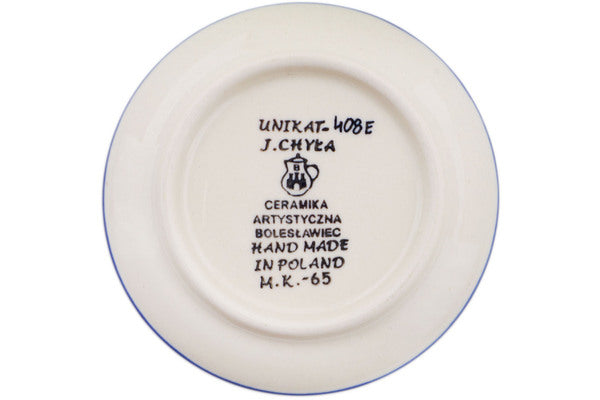 UNIKAT-408E
J.CHYŁA
B
CERAMIKA
ARTYSTYCZNA
BOLESŁAWIEC
HAND MADE
IN POLAND
M.K.-65